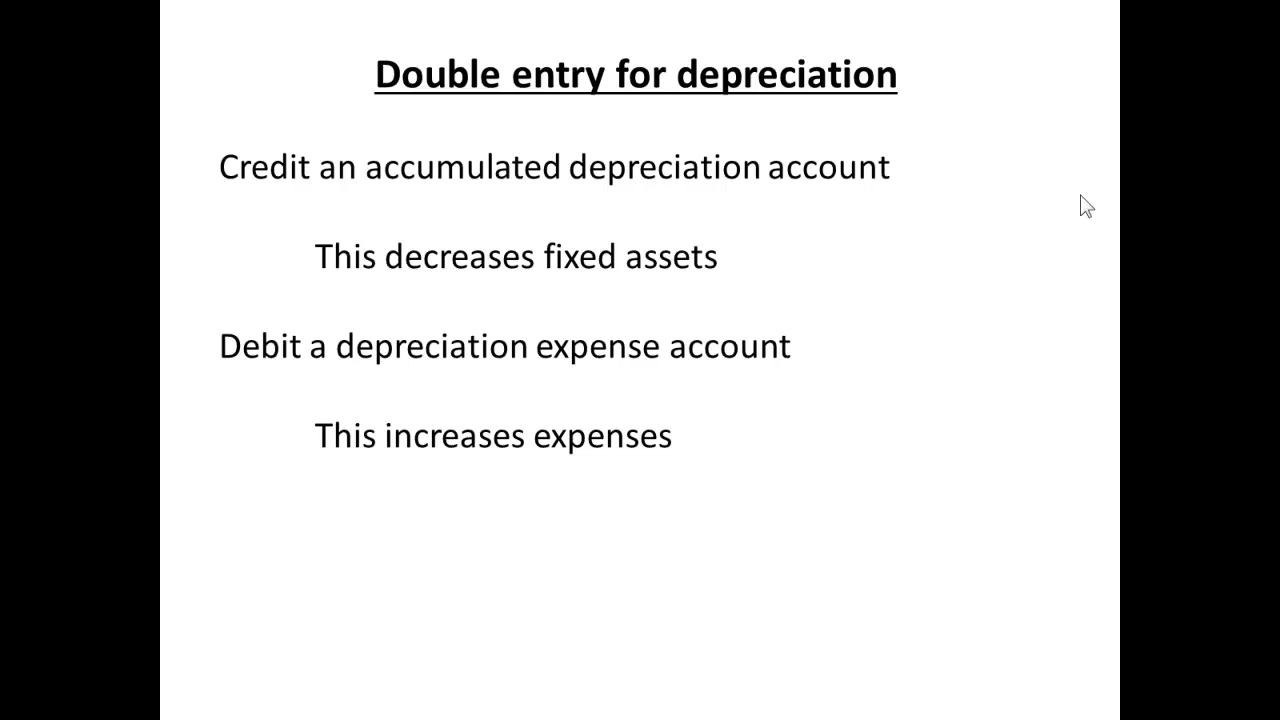 Double entry for depreciation
Credit an accumulated depreciation account
This decreases fixed assets
Debit a depreciation expense account
This increases expenses